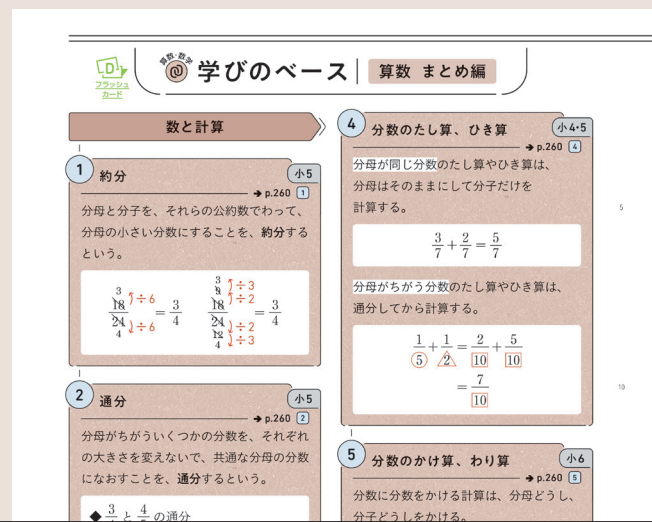 フラッシュ
カード
算数・数学
学びのベース
算数 まとめ編
数と計算
1 約分 小5
➔ p.260 1
分母と分子を、それらの公約数でわって、
分母の小さい分数にすることを、約分する
という。
3
18 ÷6
24 ÷6
4
= 3/4
3
9 ÷3
18 ÷2
24 ÷2
12 ÷3
4
= 3/4
2 通分 小5
➔ p.260 2
分母がちがういくつかの分数を、それぞれ
の大きさを変えないで、共通な分母の分数
になおすことを、通分するという。
の通分
4 分数のたし算、ひき算 小4・5
➔ p.260 4
分母が同じ分数のたし算やひき算は、
分母はそのままにして分子だけを
計算する。
5
3/7 + 2/7 = 5/7
分母がちがう分数のたし算やひき算は、
通分してから計算する。
1/5 + 1/2 = 2/10 + 5/10
= 7/10
10
5 分数のかけ算、わり算 小6
➔ p.260 5
分数に分数をかける計算は、分母どうし、
分子どうしをかける。